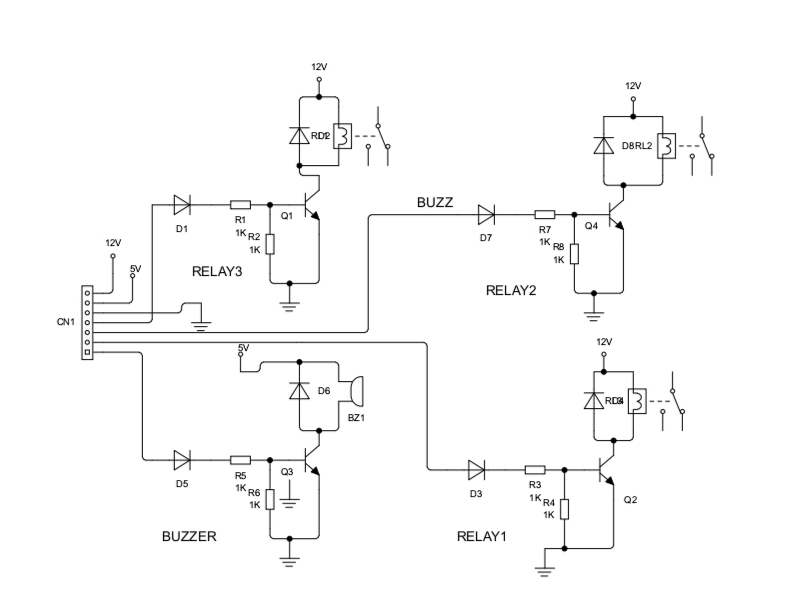 12V
12V
D8RL2
BUZZ
D1
R1
Q1
1K
R2
1K
D7
R7
Q4
1K
R8
1K
12V
5V
RELAY3
RELAY2
CN1
5V
12V
D6
BZ1
D5
R5
Q3
1K
R6
1K
D3
R3
Q2
1K
R4
1K
BUZZER
RELAY1